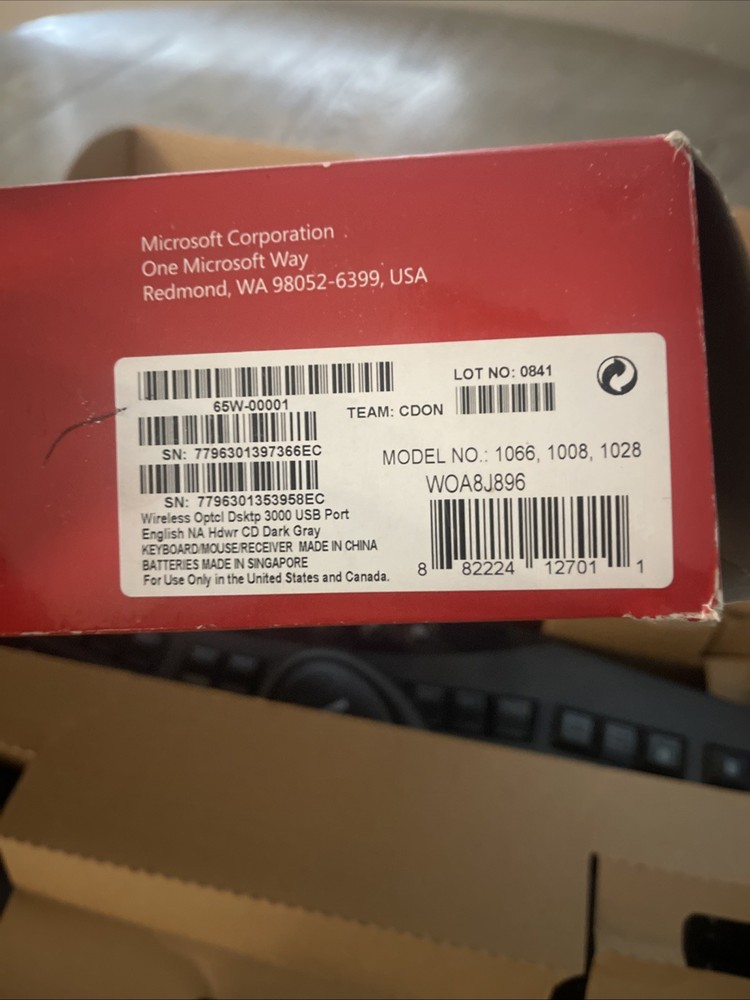 Microsoft Corporation
One Microsoft Way
Redmond, WA 98052-6399, USA
65W-00001
TEAM: CDON
LOT NO: 0841
SN: 7796301397366EC
MODEL NO.: 1066, 1008, 1028
SN: 7796301353958EC
WOA8J896
Wireless Optcl Dsktp 3000 USB Port
English NA Hdwr CD Dark Gray
KEYBOARD/MOUSE/RECEIVER MADE IN CHINA
BATTERIES MADE IN SINGAPORE
For Use Only in the United States and Canada.
8 82224 12701 1